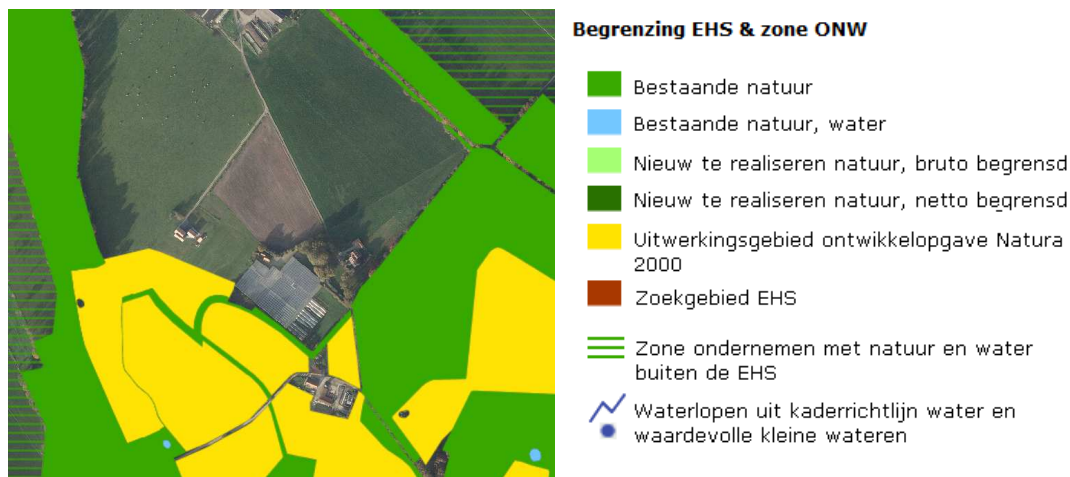 Begrenzing EHS & zone ONW
Bestaande natuur
Bestaande natuur, water
Nieuw te realiseren natuur, bruto begrensd
Nieuw te realiseren natuur, netto begrensd
Uitwerkingsgebied ontwikkelopgave Natura
2000
Zoekgebied EHS
Zone ondernemen met natuur en water
buiten de EHS
Waterlopen uit kaderrichtlijn water en
waardevolle kleine wateren